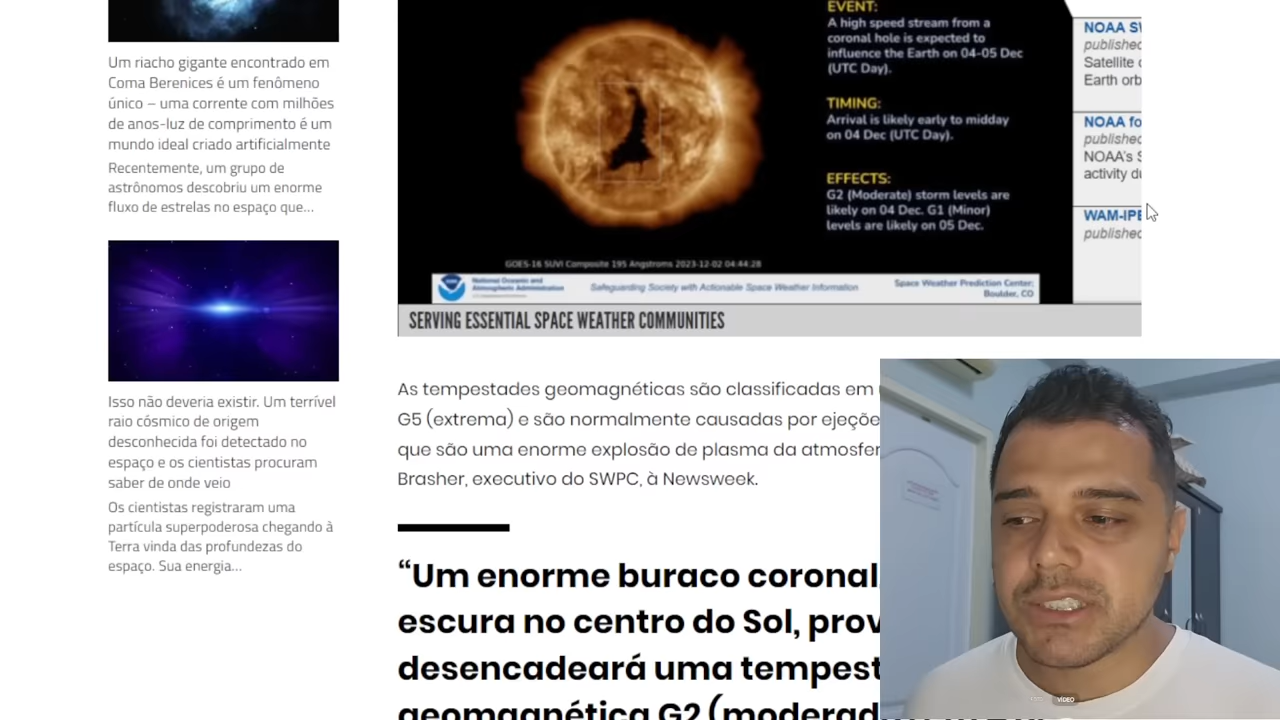 Um riacho gigante encontrado em
Coma Berenices é um fenômeno
único – uma corrente com milhões
de anos-luz de comprimento é um
mundo ideal criado artificialmente
Recentemente, um grupo de
astrônomos descobriu um enorme
fluxo de estrelas no espaço que...
Isso não deveria existir. Um terrível
raio cósmico de origem
desconhecida foi detectado no
espaço e os cientistas procuram
saber de onde veio
Os cientistas registraram uma
partícula superpoderosa chegando à
Terra vinda das profundezas do
espaço. Sua energia...
EVENT:
A high speed stream from a
coronal hole is expected to
influence the Earth on 04-05 Dec
(UTC Day).
TIMING:
Arrival is likely early to midday
on 04 Dec (UTC Day).
EFFECTS:
G2 (Moderate) storm levels are
likely on 04 Dec. G1 (Minor)
levels are likely on 05 Dec.
GOES-16 SUVI Composite 195 Angstroms 2023-12-02 04:44:28
National Oceanic and
Atmospheric Administration
Safeguarding Society with Actionable Space Weather Information
Space Weather Prediction Center;
Boulder, CO
SERVING ESSENTIAL SPACE WEATHER COMMUNITIES
NOAA SW
published
Satellite
Earth orb
NOAA fo
published
NOAA's S
activity du
WAM-IPE
published
As tempestades geomagnéticas são classificadas em
G5 (extrema) e são normalmente causadas por ejeçõe
que são uma enorme explosão de plasma da atmosfer
Brasher, executivo do SWPC, à Newsweek.
“Um enorme buraco coronal
escura no centro do Sol, prov
desencadeará uma tempest
geomagnética G2 (moderad
VÍDEO